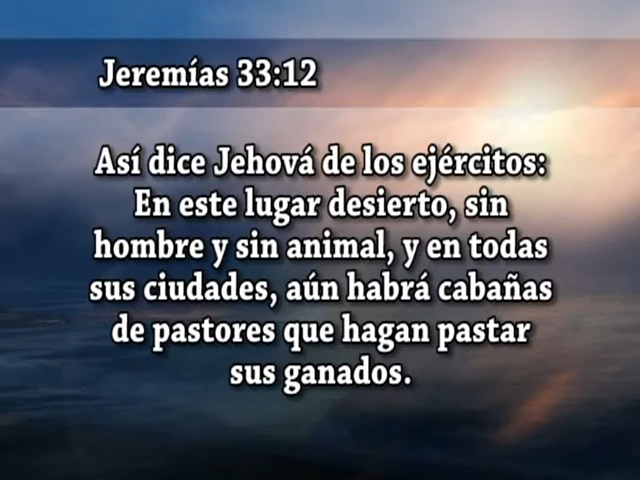 Jeremías 33:12
Así dice Jehová de los ejércitos:
En este lugar desierto, sin
hombre y sin animal, y en todas
sus ciudades, aún habrá cabañas
de pastores que hagan pastar
sus ganados.